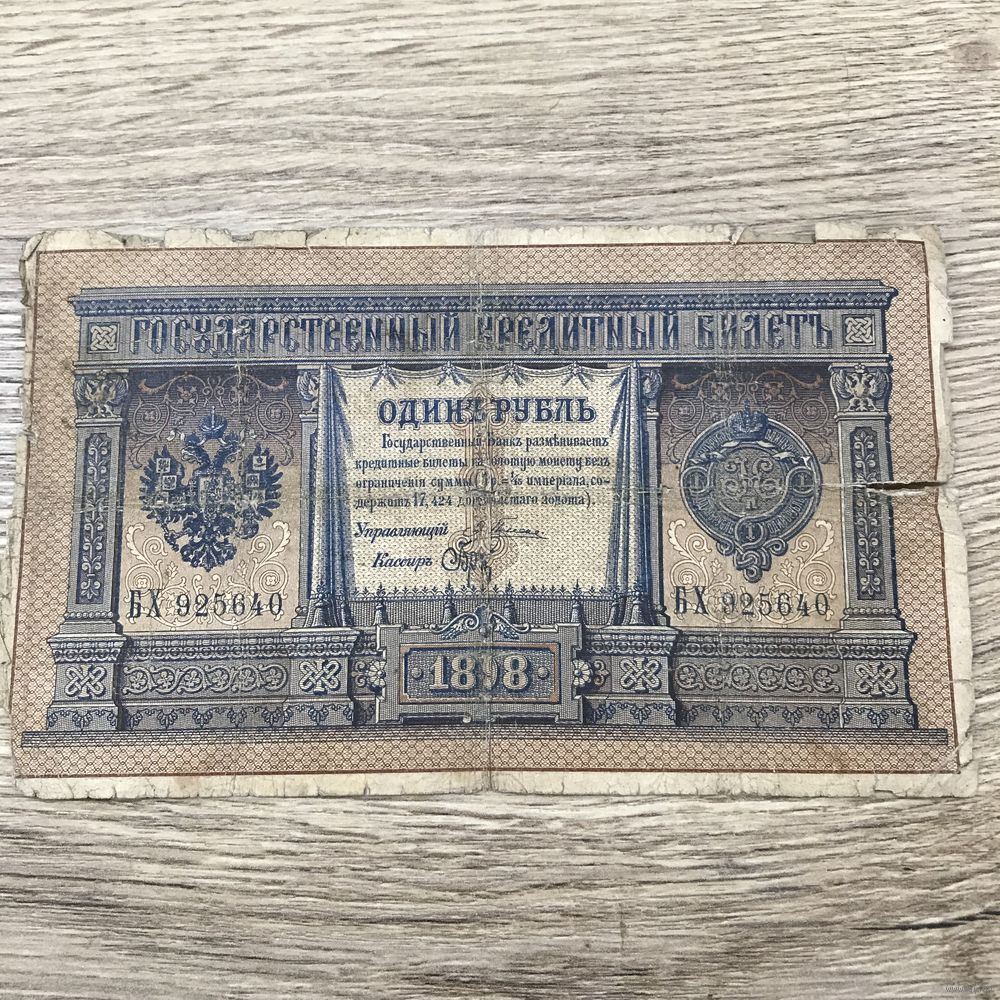 ГОСУДАРСТВЕННЫЙ КРЕДИТНЫЙ БИЛЕТЪ
ОДИНЪ РУБЛЬ
Государственный Банкъ размѣниваетъ
кредитные билеты на золотую монету безъ
ограниченія суммы (1 р. = 1/15 имперіала, со-
держитъ 17,424 долей чистаго золота).
Управляющій
Кассиръ
БХ 925640
БХ 925640
1898